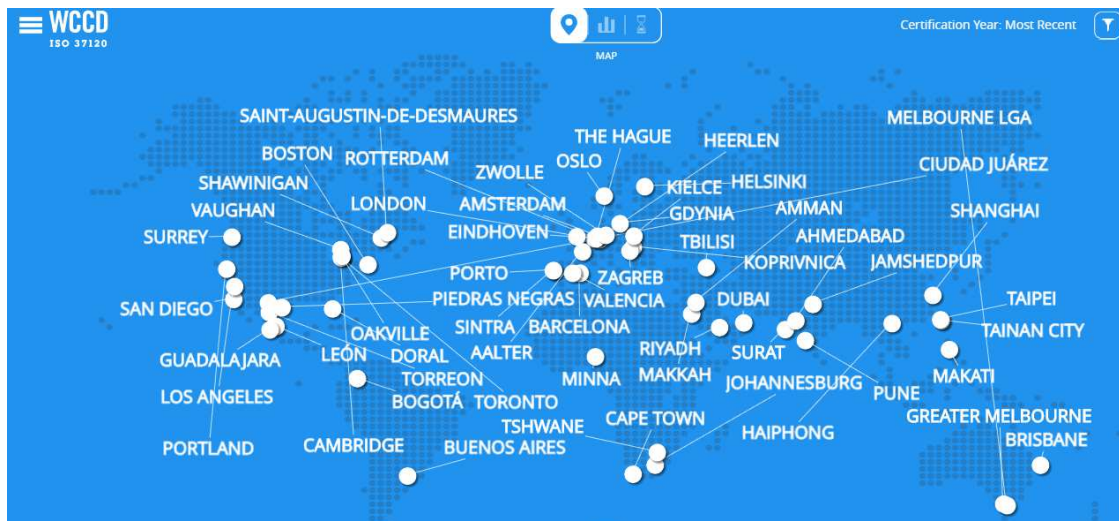 WCCD
ISO 37120
MAP
Certification Year: Most Recent
SAINT-AUGUSTIN-DE-DESMAURES
MELBOURNE LGA
THE HAGUE
HEERLEN
BOSTON
ROTTERDAM
OSLO
CIUDAD JUÁREZ
ZWOLLE
SHAWINIGAN
KIELCE
HELSINKI
LONDON
AMSTERDAM
VAUGHAN
GDYNIA
AMMAN
SHANGHAI
SURREY
EINDHOVEN
TBILISI
AHMEDABAD
KOPRIVNICA
JAMSHEDPUR
PORTO
ZAGREB
SAN DIEGO
PIEDRAS NEGRAS
VALENCIA
DUBAI
TAIPEI
SINTRA
BARCELONA
TAINAN CITY
OAKVILLE
GUADALAJARA
LEÓN
DORAL
AALTER
RIYADH
SURAT
MINNA
MAKKAH
JOHANNESBURG
MAKATI
TORREON
LOS ANGELES
BOGOTÁ
TORONTO
PUNE
CAPE TOWN
GREATER MELBOURNE
TSHWANE
HAIPHONG
PORTLAND
CAMBRIDGE
BUENOS AIRES
BRISBANE